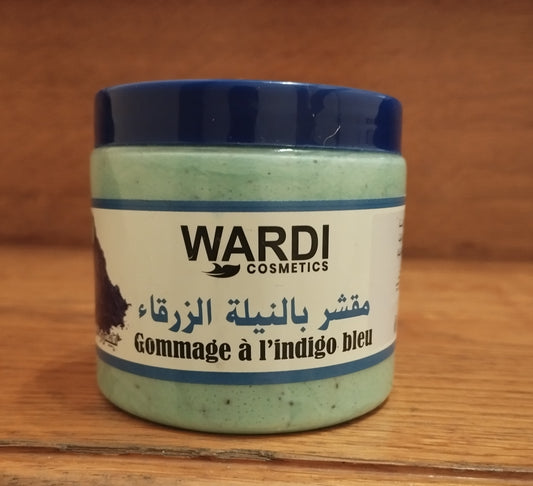 WARDI
COSMETICS
مقشر بالنيلة الزرقاء
Gommage à l'indigo bleu